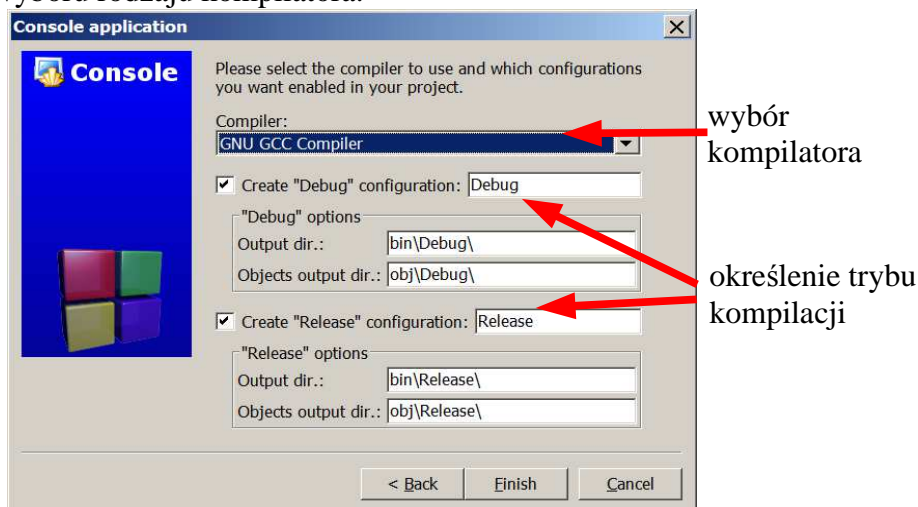 wyboru rodzaju kompilatora.
Console application
Console
Please select the compiler to use and which configurations
you want enabled in your project.
Compiler:
GNU GCC Compiler
wybór
kompilatora
Create "Debug" configuration: Debug
"Debug" options
Output dir.: bin\Debug\
Objects output dir.: obj\Debug\
określenie trybu
kompilacji
Create "Release" configuration: Release
"Release" options
Output dir.: bin\Release\
Objects output dir.: obj\Release\
< Back
Finish
Cancel